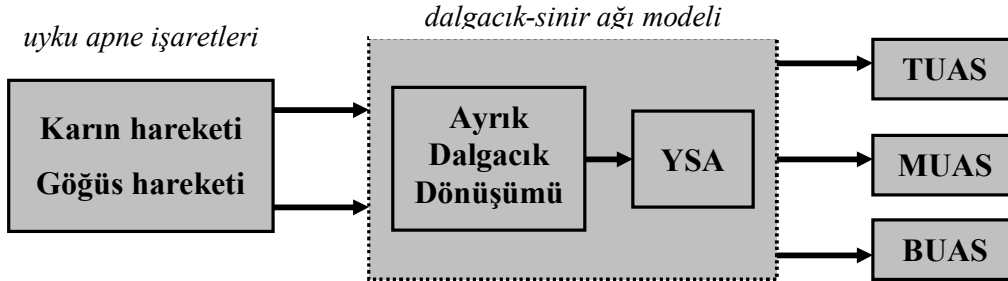 uyku apne işaretleri
Karın hareketi
Göğüs hareketi
dalgacık-sinir ağı modeli
Ayrık
Dalgacık
Dönüşümü
YSA
TUAS
MUAS
BUAS